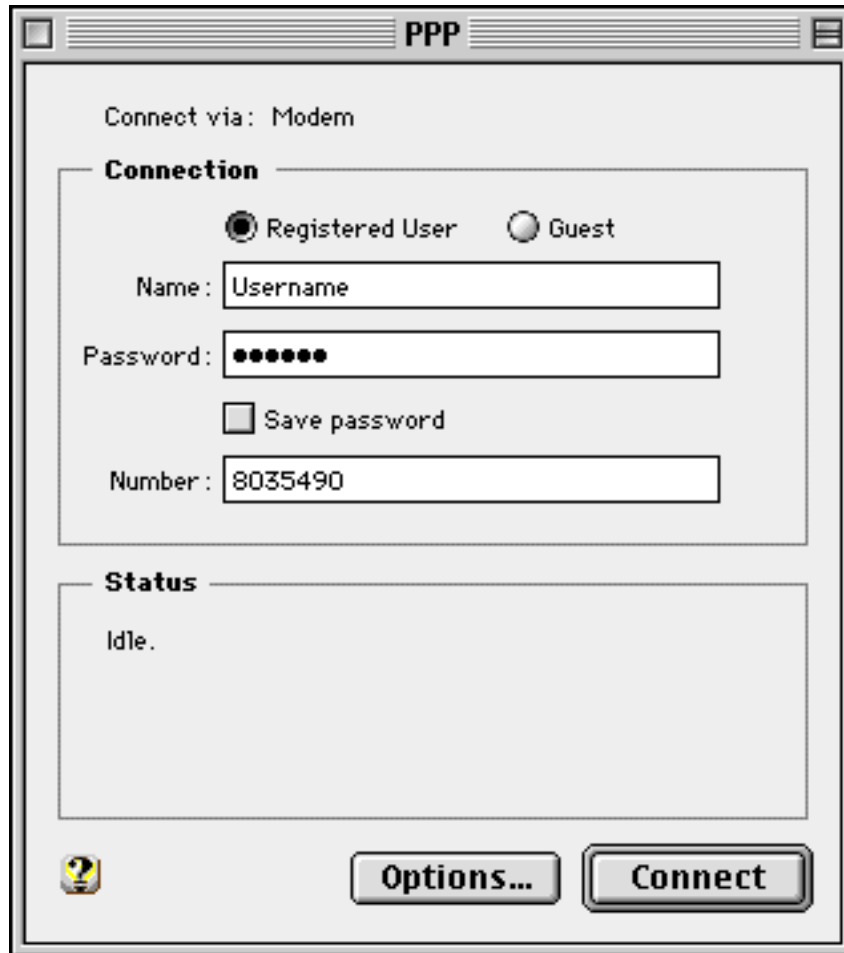 PPP
Connect via: Modem
Connection
Registered User Guest
Name: Username
Password: ●●●●●●
Save password
Number: 8035490
Status
Idle.
? Options... Connect